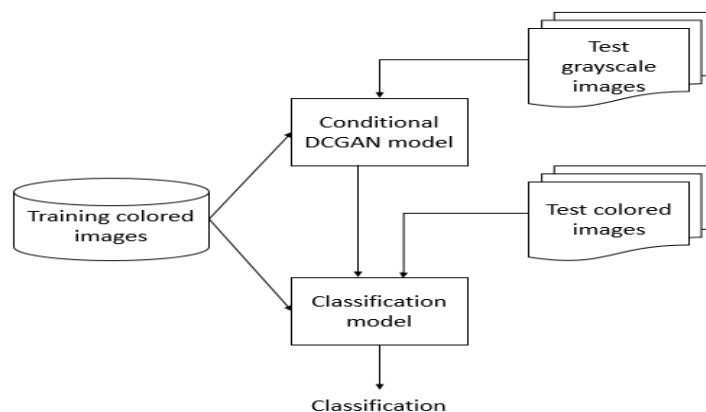 Test
grayscale
images
Conditional
DCGAN model
Training colored
images
Test colored
images
Classification
model
Classification